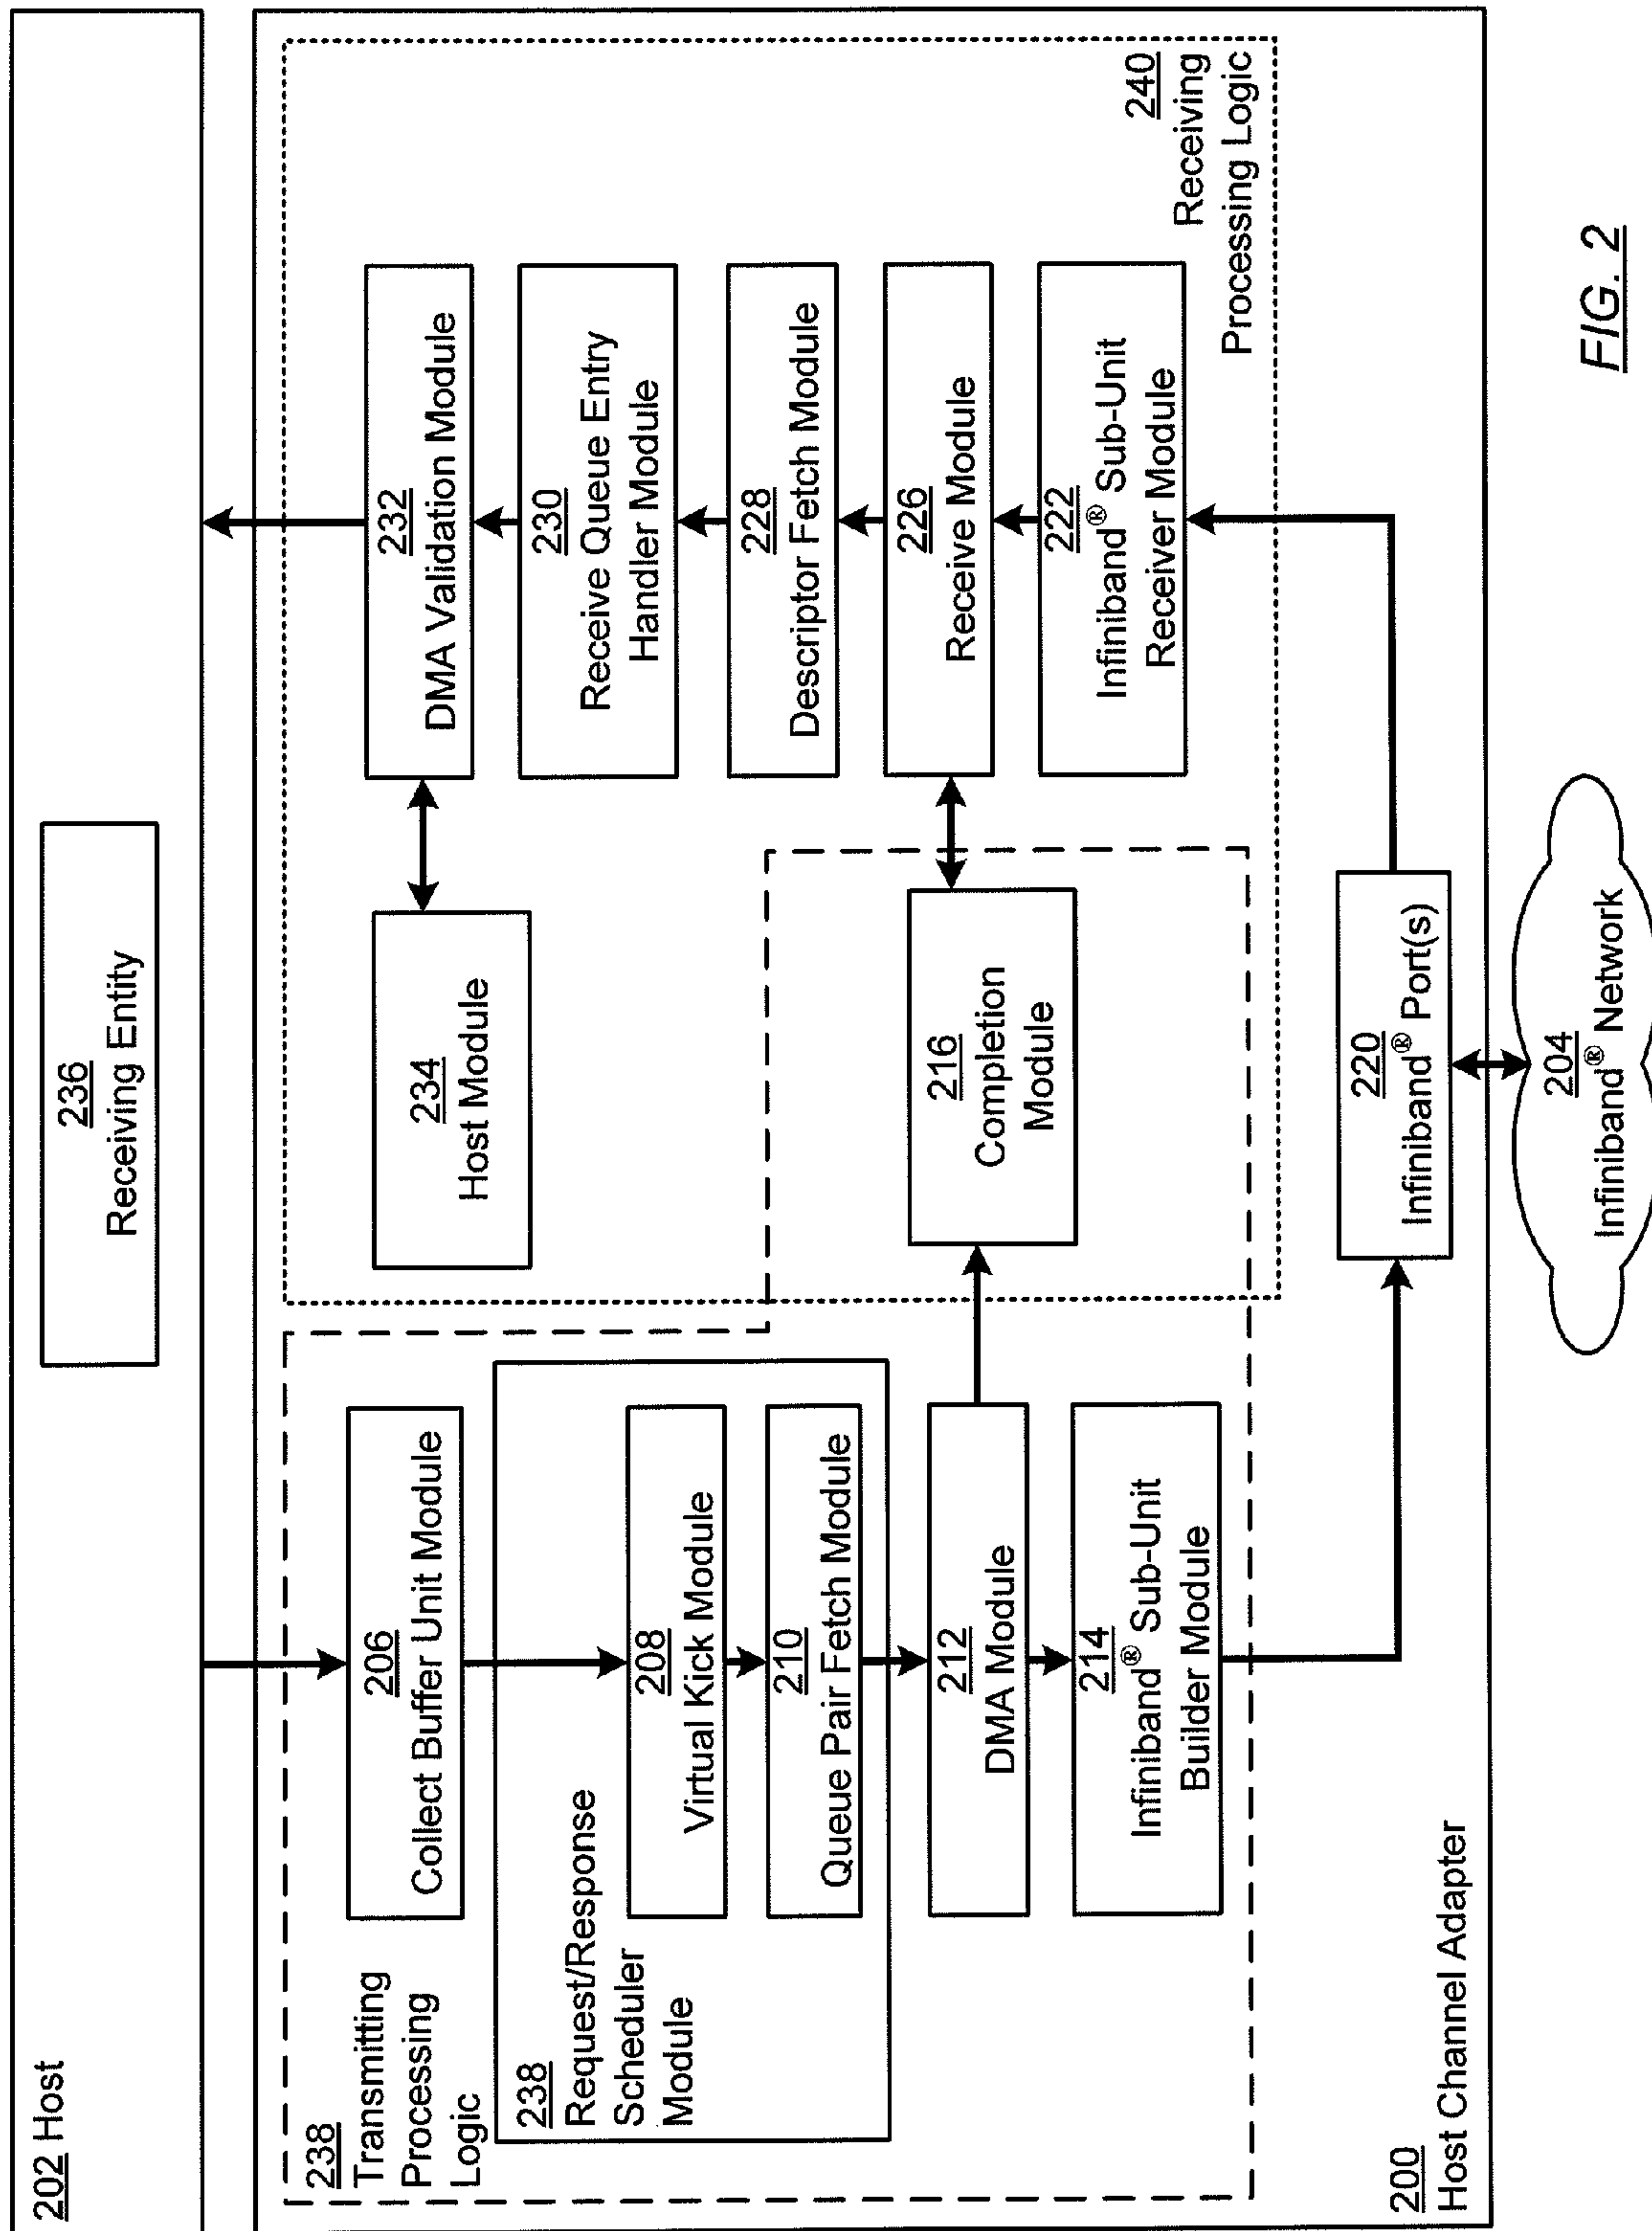 202 Host
236
Receiving Entity
238
Transmitting
Processing
Logic
206
Collect Buffer Unit Module
238
Request/Response
Scheduler
Module
208
Virtual Kick Module
210
Queue Pair Fetch Module
212
DMA Module
214
Infiniband® Sub-Unit
Builder Module
234
Host Module
216
Completion
Module
232
DMA Validation Module
230
Receive Queue Entry
Handler Module
228
Descriptor Fetch Module
226
Receive Module
222
Infiniband® Sub-Unit
Receiver Module
240
Receiving
Processing Logic
200
Host Channel Adapter
220
Infiniband® Port(s)
204
Infiniband® Network
FIG. 2